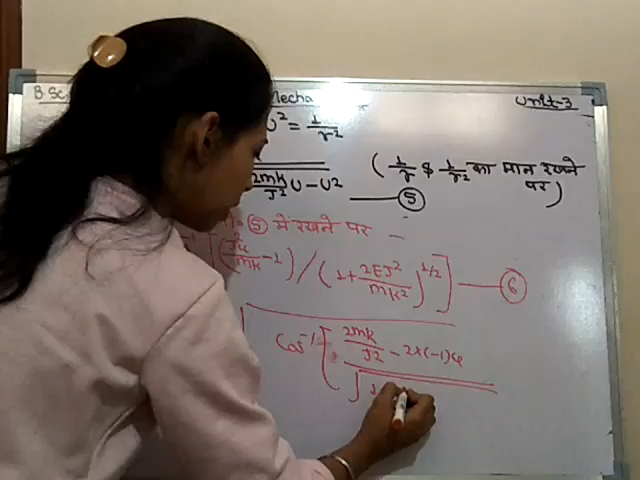 B Sc Mecha Unit-3
U² = 1/r²
2mk/J² U - U² —— ⑤ ( 1/r & 1/r² का मान रखने पर )
⑤ में रखने पर —
[ ( J²u/mk - 1 ) / ( 1 + 2EJ²/mk² )^1/2 ] —— ⑥
Cos⁻¹ [ - 2mk/J² - 2×(-1)u
√